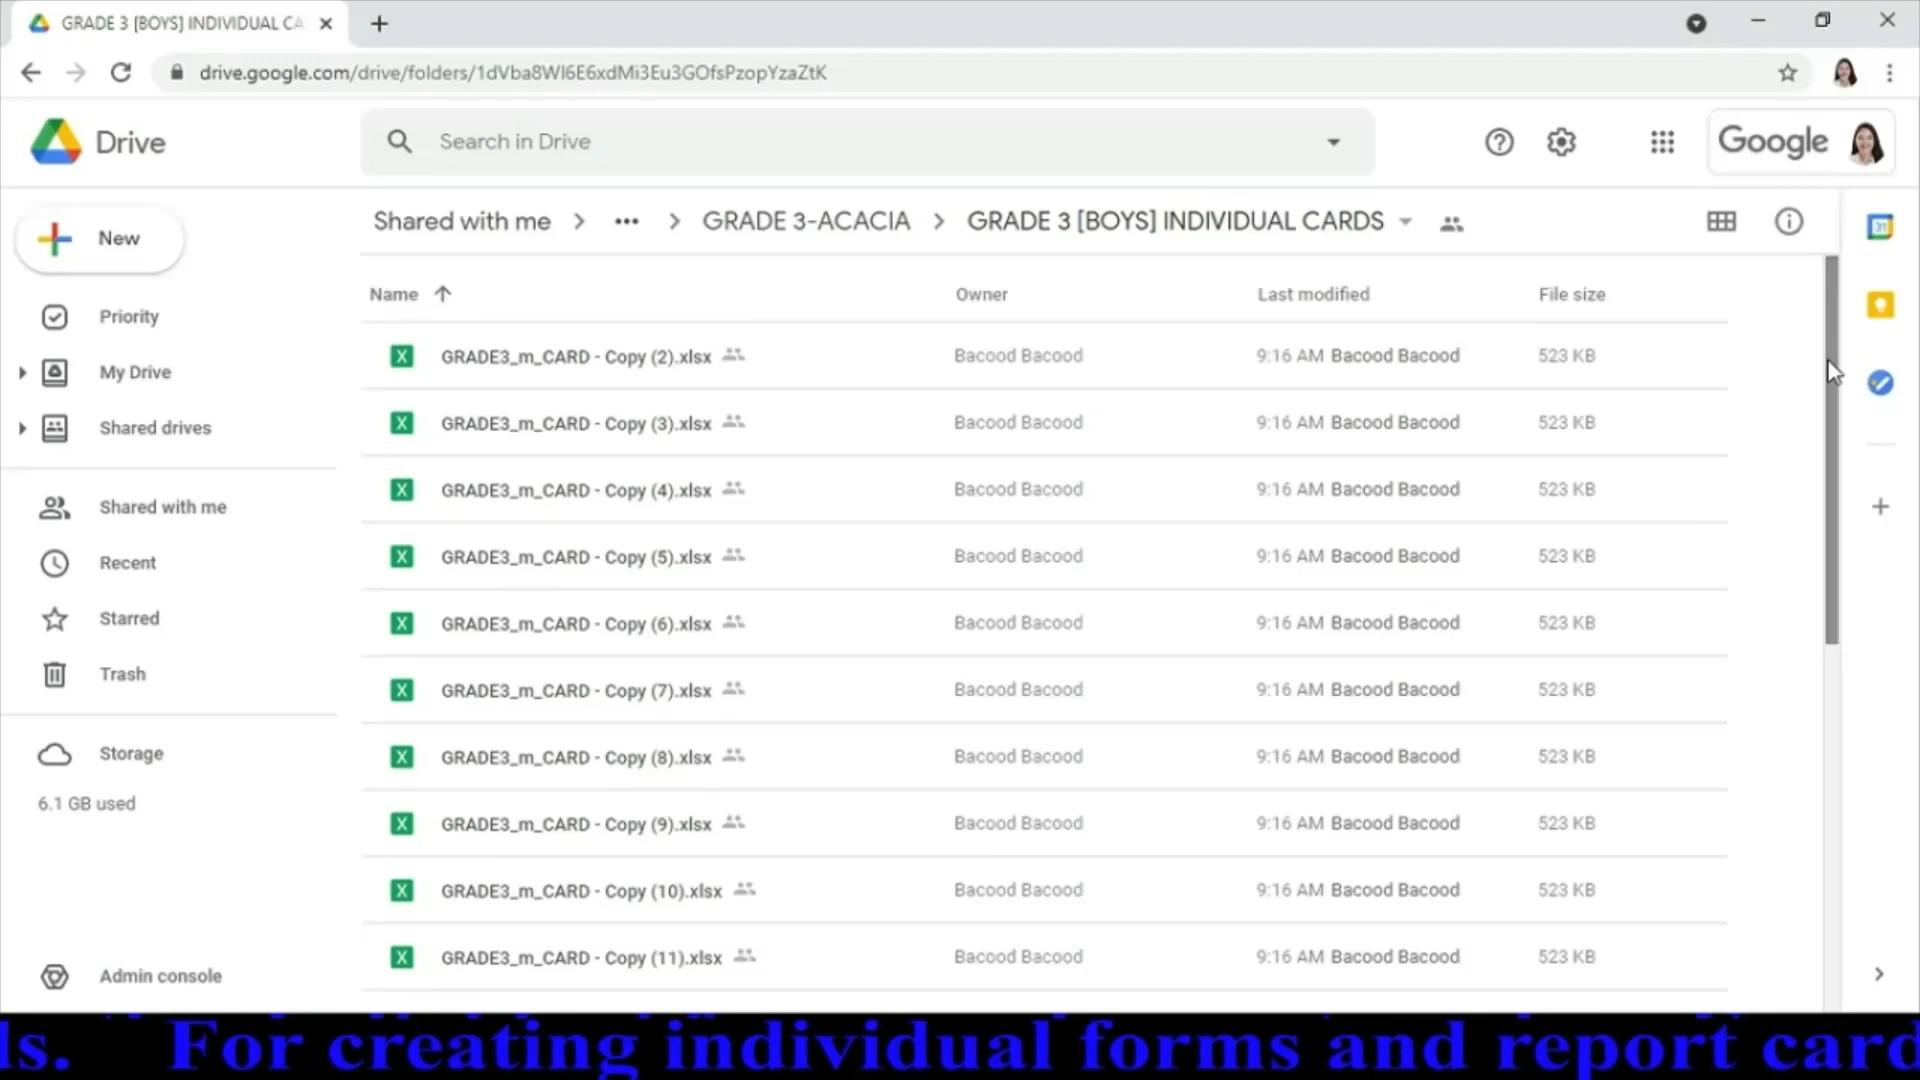 GRADE 3 [BOYS] INDIVIDUAL CA
drive.google.com/drive/folders/1dVba8WI6E6xdMi3Eu3GOfsPzopYzaZtK
Drive
Search in Drive
Google
New
Shared with me > ••• > GRADE 3-ACACIA > GRADE 3 [BOYS] INDIVIDUAL CARDS
31
Priority
My Drive
Shared drives
Shared with me
Recent
Starred
Trash
Storage
6.1 GB used
Admin console
Name Owner Last modified File size
GRADE3_m_CARD - Copy (2).xlsx Bacood Bacood 9:16 AM Bacood Bacood 523 KB
GRADE3_m_CARD - Copy (3).xlsx Bacood Bacood 9:16 AM Bacood Bacood 523 KB
GRADE3_m_CARD - Copy (4).xlsx Bacood Bacood 9:16 AM Bacood Bacood 523 KB
GRADE3_m_CARD - Copy (5).xlsx Bacood Bacood 9:16 AM Bacood Bacood 523 KB
GRADE3_m_CARD - Copy (6).xlsx Bacood Bacood 9:16 AM Bacood Bacood 523 KB
GRADE3_m_CARD - Copy (7).xlsx Bacood Bacood 9:16 AM Bacood Bacood 523 KB
GRADE3_m_CARD - Copy (8).xlsx Bacood Bacood 9:16 AM Bacood Bacood 523 KB
GRADE3_m_CARD - Copy (9).xlsx Bacood Bacood 9:16 AM Bacood Bacood 523 KB
GRADE3_m_CARD - Copy (10).xlsx Bacood Bacood 9:16 AM Bacood Bacood 523 KB
GRADE3_m_CARD - Copy (11).xlsx Bacood Bacood 9:16 AM Bacood Bacood 523 KB
ds. For creating individual forms and report card